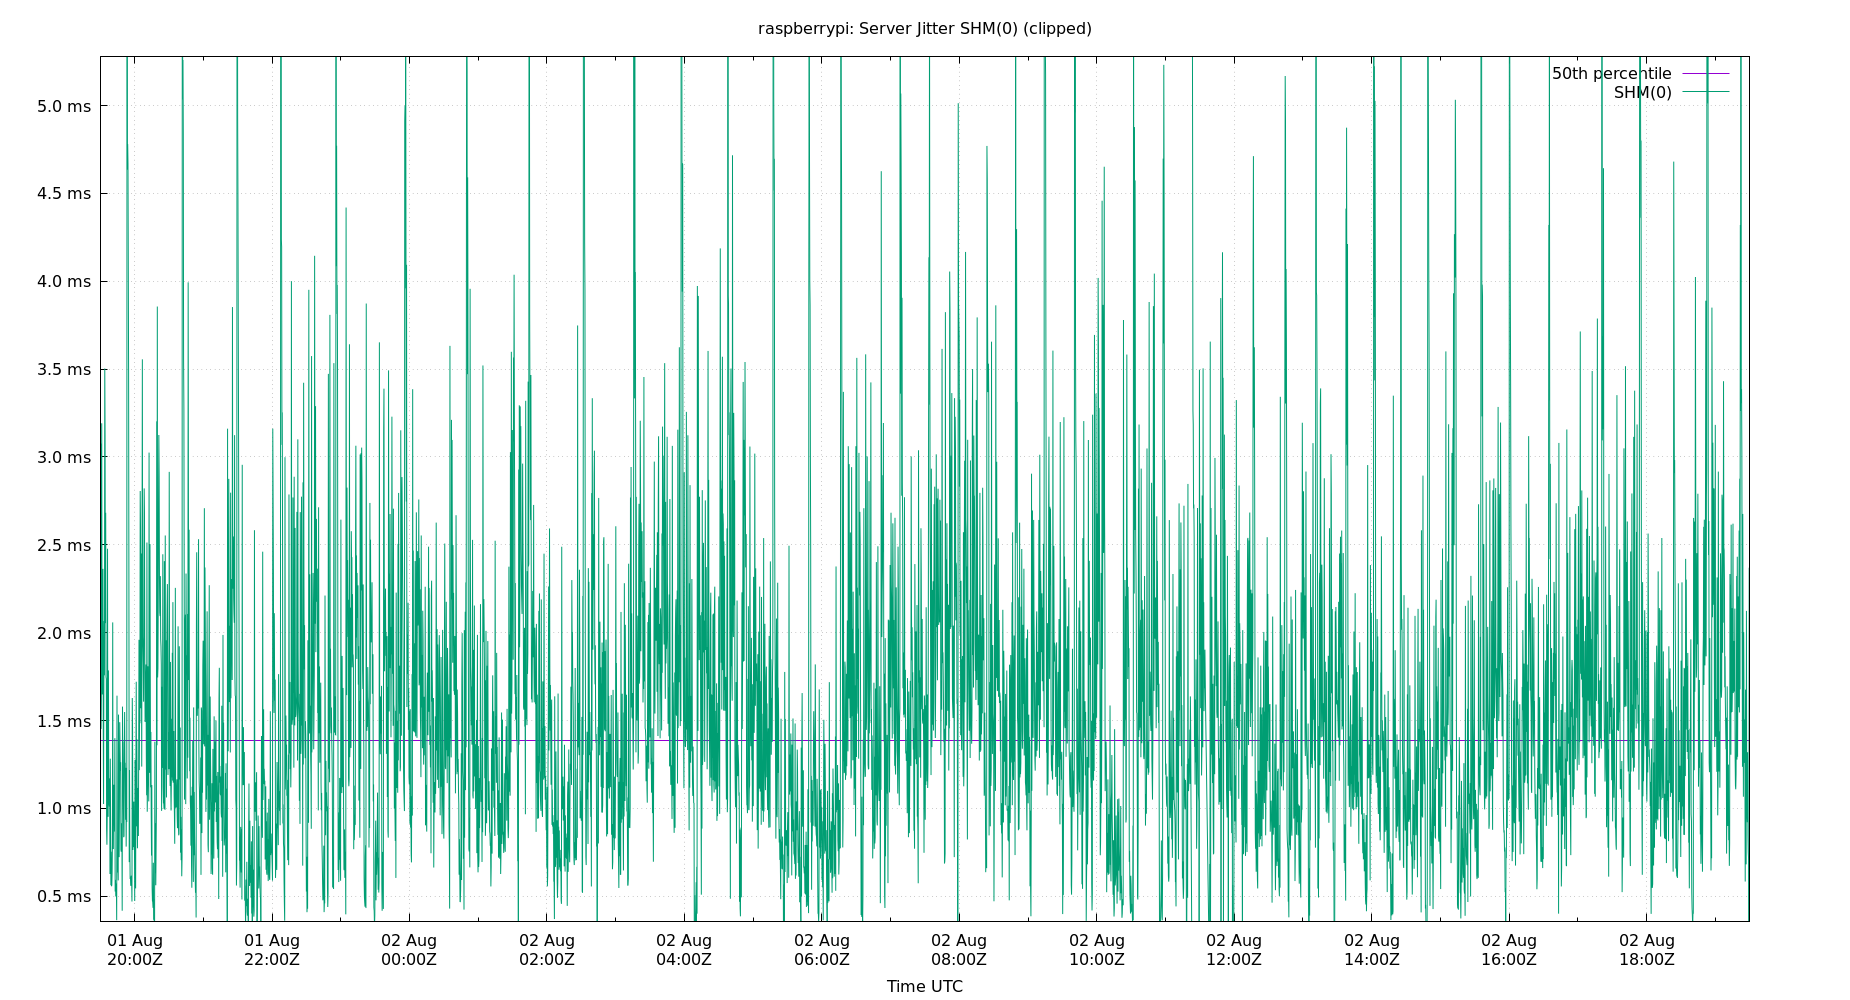 raspberrypi: Server Jitter SHM(0) (clipped)
50th percentile
SHM(0)
5.0 ms
4.5 ms
4.0 ms
3.5 ms
3.0 ms
2.5 ms
2.0 ms
1.5 ms
1.0 ms
0.5 ms
01 Aug 01 Aug 02 Aug 02 Aug 02 Aug 02 Aug 02 Aug 02 Aug 02 Aug 02 Aug 02 Aug 02 Aug
20:00Z 22:00Z 00:00Z 02:00Z 04:00Z 06:00Z 08:00Z 10:00Z 12:00Z 14:00Z 16:00Z 18:00Z
Time UTC